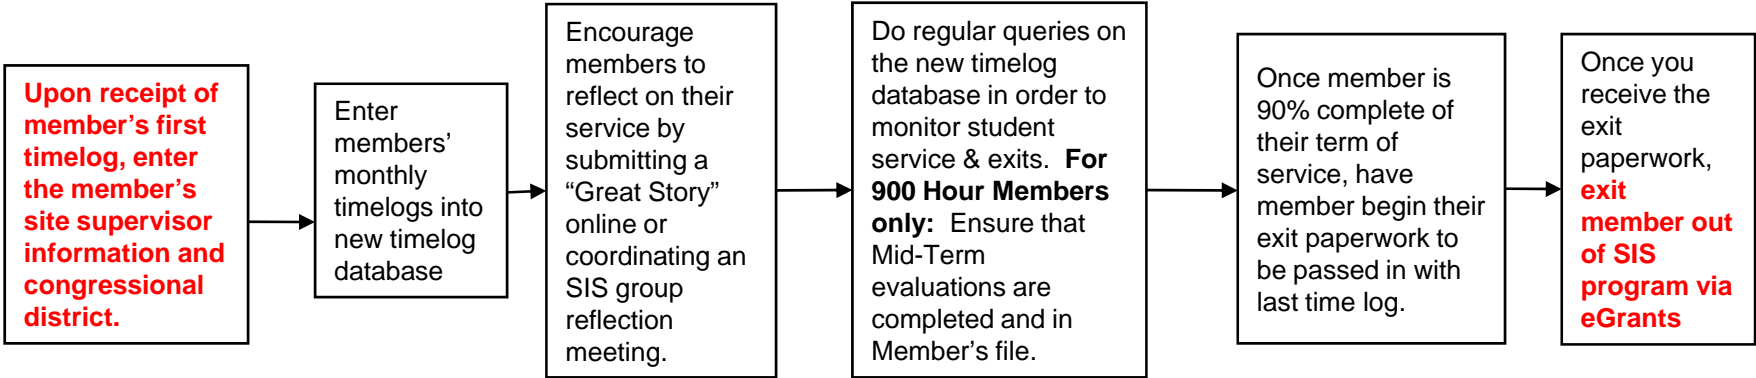 Upon receipt of
member’s first
timelog, enter
the member’s
site supervisor
information and
congressional
district.
Enter
members’
monthly
timelogs into
new timelog
database
Encourage
members to
reflect on their
service by
submitting a
“Great Story”
online or
coordinating an
SIS group
reflection
meeting.
Do regular queries on
the new timelog
database in order to
monitor student
service & exits.  For
900 Hour Members
only:  Ensure that
Mid-Term
evaluations are
completed and in
Member’s file.
Once member is
90% complete of
their term of
service, have
member begin their
exit paperwork to
be passed in with
last time log.
Once you
receive the
exit
paperwork,
exit
member out
of SIS
program via
eGrants